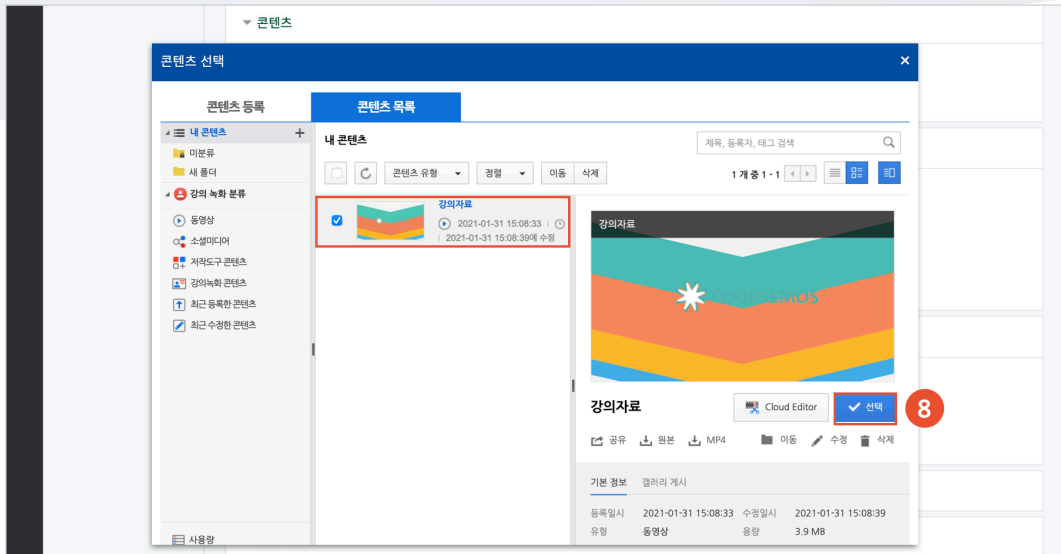 콘텐츠
콘텐츠 선택
콘텐츠 등록
콘텐츠 목록
내 콘텐츠
미분류
새 폴더
강의 녹화 분류
동영상
소셜미디어
저작도구 콘텐츠
강의녹화 콘텐츠
최근 등록한 콘텐츠
최근 수정한 콘텐츠
사용량
내 콘텐츠
제목, 등록자, 태그 검색
콘텐츠 유형 정렬 이동 삭제
1 개 중 1 - 1
강의자료
2021-01-31 15:08:33
2021-01-31 15:08:39에 수정
강의자료
COURSEMOS
강의자료
Cloud Editor
선택
8
공유 원본 MP4 이동 수정 삭제
기본 정보 갤러리 게시
등록일시 2021-01-31 15:08:33 수정일시 2021-01-31 15:08:39
유형 동영상 용량 3.9 MB